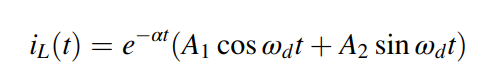 i_L(t) = e^{-αt}(A_1 cos ω_d t + A_2 sin ω_d t)